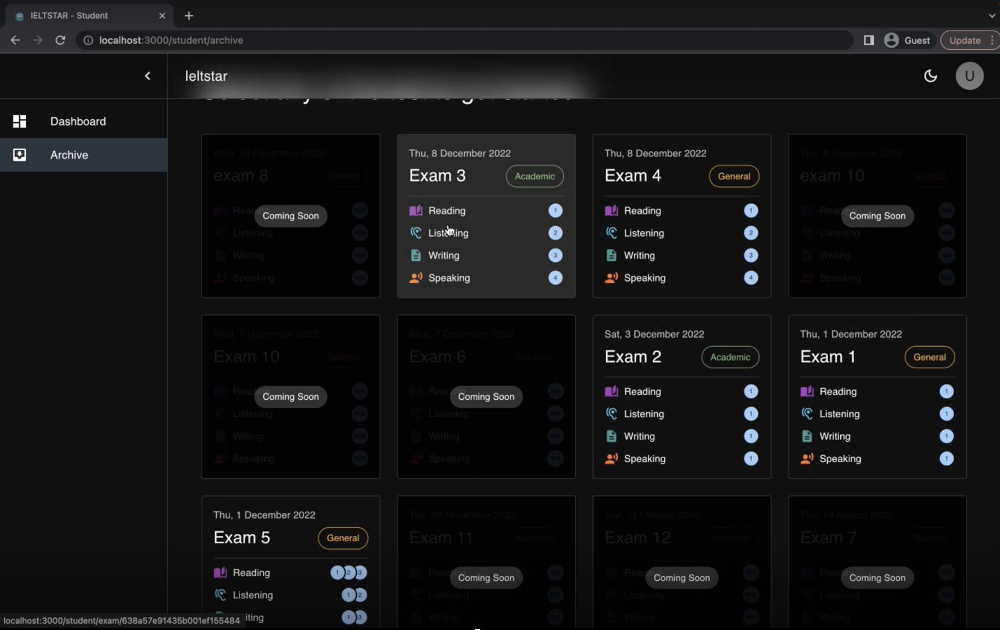 IELTSTAR - Student
localhost:3000/student/archive
Guest
Update
Ieltstar
U
Dashboard
Archive
Wed, 14 December 2022
exam 8
General
Reading
Listening
Writing
Speaking
Coming Soon
N/A
N/A
N/A
N/A
Thu, 8 December 2022
Exam 3
Academic
Reading 1
Listening 2
Writing 3
Speaking 4
Thu, 8 December 2022
Exam 4
General
Reading 1
Listening 2
Writing 3
Speaking 4
Thu, 8 December 2022
exam 10
General
Reading
Listening
Writing
Speaking
Coming Soon
N/A
N/A
N/A
N/A
Wed, 7 December 2022
Exam 10
General
Reading
Listening
Writing
Speaking
Coming Soon
N/A
N/A
N/A
N/A
Wed, 7 December 2022
Exam 6
Academic
Reading
Listening
Writing
Speaking
Coming Soon
N/A
N/A
N/A
N/A
Sat, 3 December 2022
Exam 2
Academic
Reading 1
Listening 1
Writing 1
Speaking 1
Thu, 1 December 2022
Exam 1
General
Reading 1
Listening 1
Writing 1
Speaking 1
Thu, 1 December 2022
Exam 5
General
Reading 1 2 3
Listening 1 2
iting 1 3
Tue, 29 November 2022
Exam 11
Academic
Reading
Listening
Writing
Coming Soon
N/A
N/A
N/A
Tue, 11 October 2022
Exam 12
Academic
Reading
Listening
Writing
Coming Soon
N/A
N/A
N/A
Thu, 18 August 2022
Exam 7
General
Reading
Listening
Writing
Coming Soon
N/A
N/A
N/A
localhost:3000/student/exam/638a57e91435b001ef155484